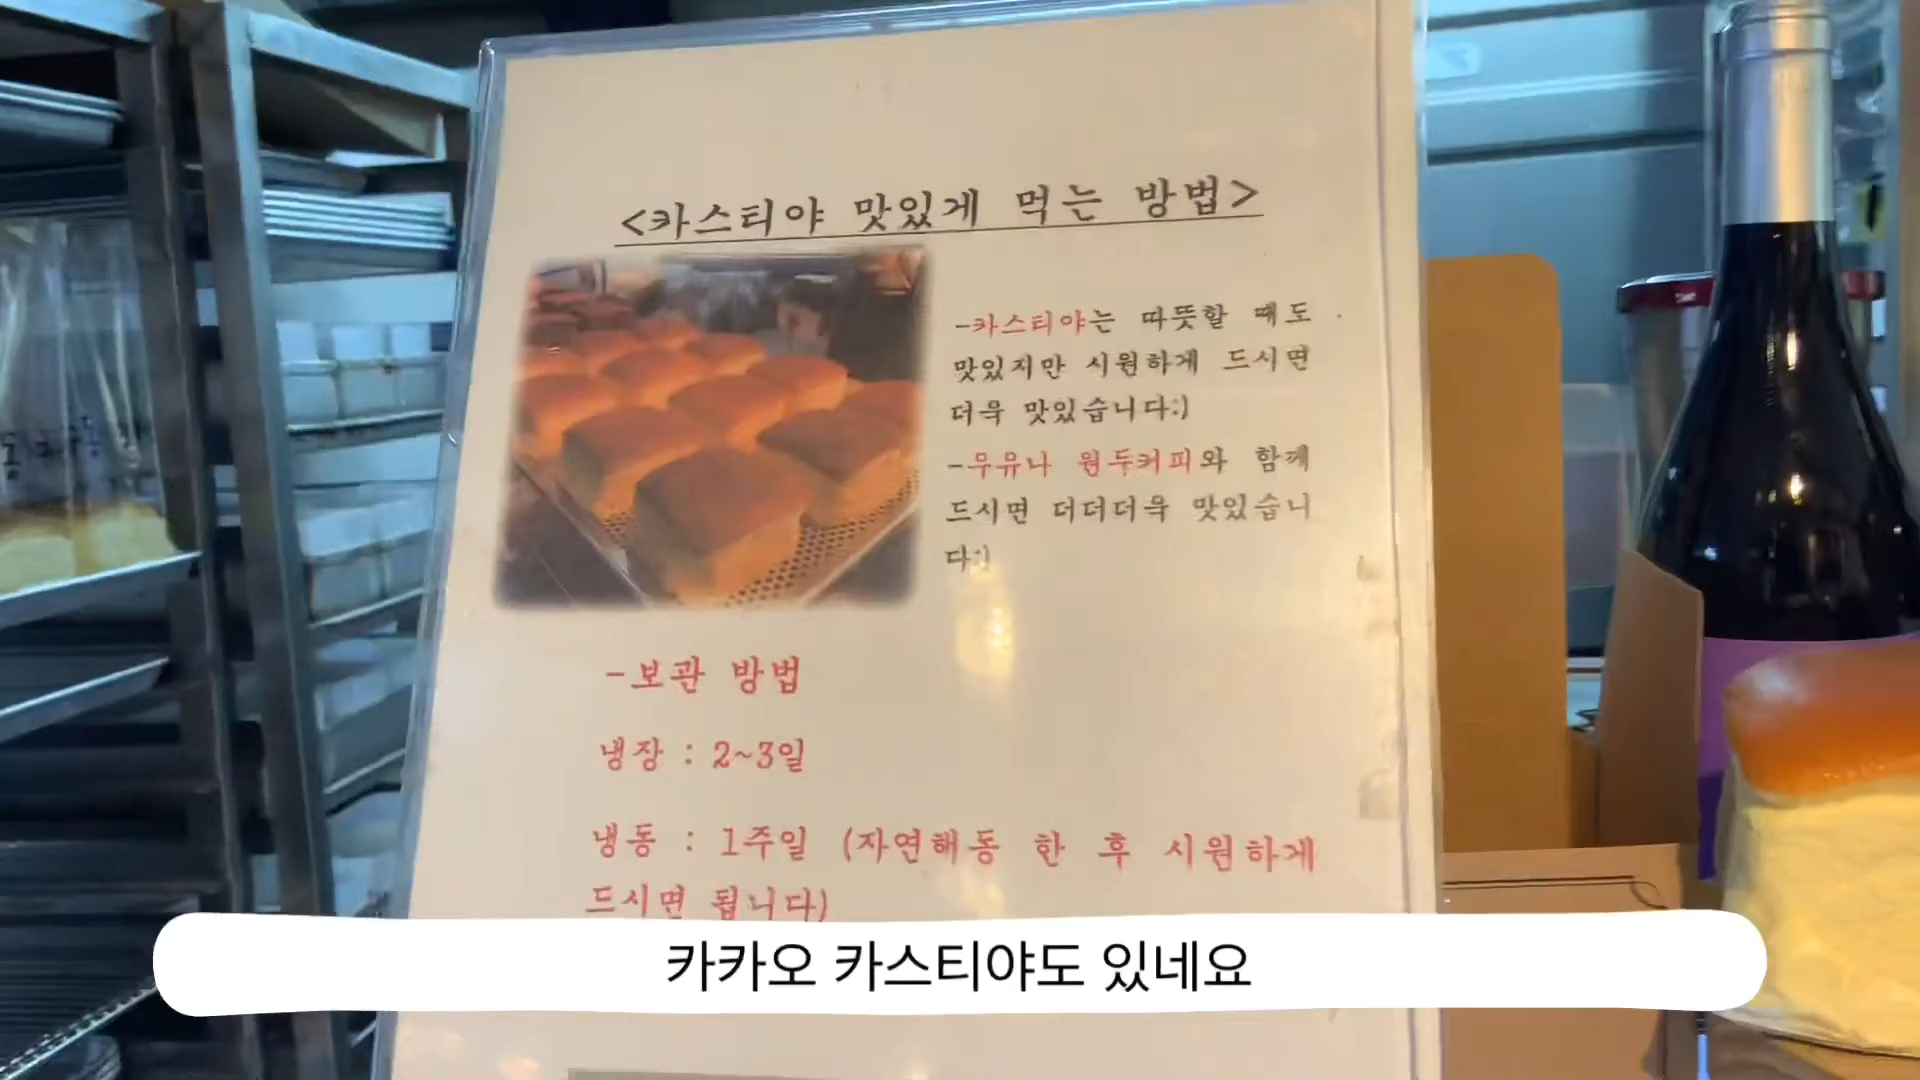 <카스티야 맛있게 먹는 방법>
-카스티야는 따뜻할 때도
맛있지만 시원하게 드시면
더욱 맛있습니다:)
-우유나 원두커피와 함께
드시면 더더더욱 맛있습니
다:)
-보관 방법
냉장 : 2~3일
냉동 : 1주일 (자연해동 한 후 시원하게
드시면 됩니다)
카카오 카스티야도 있네요